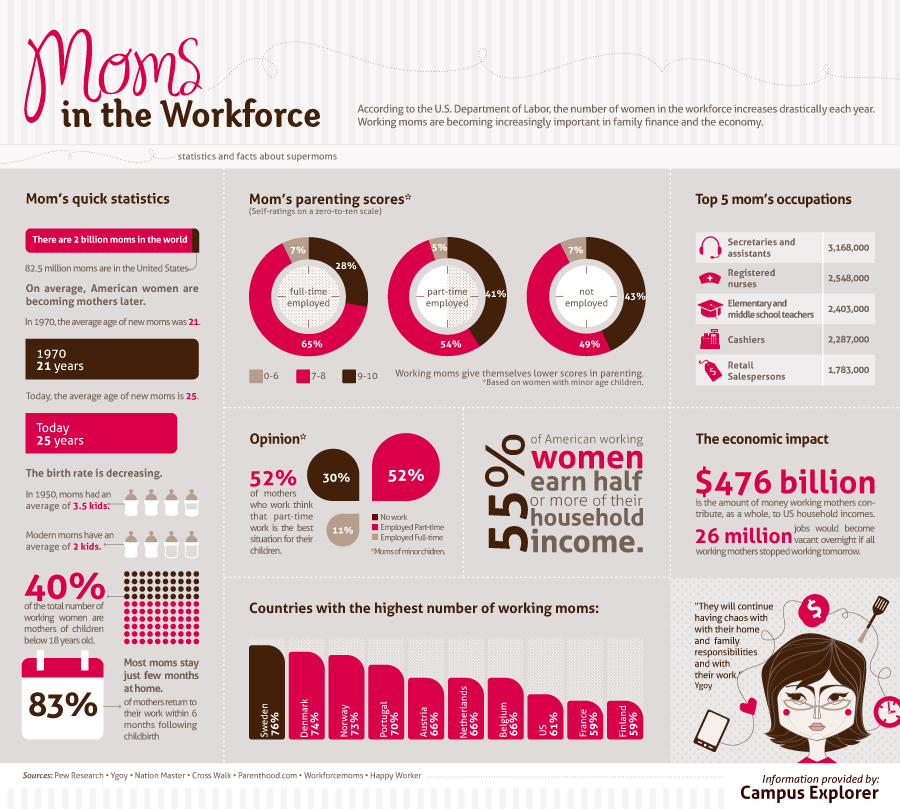 Moms
in the Workforce
According to the U.S. Department of Labor, the number of women in the workforce increases drastically each year.
Working moms are becoming increasingly important in family finance and the economy.
statistics and facts about supermoms
Mom's quick statistics
There are 2 billion moms in the world
82.5 million moms are in the United States
On average, American women are
becoming mothers later.
In 1970, the average age of new moms was 21.
1970
21 years
Today, the average age of new moms is 25.
Today
25 years
The birth rate is decreasing.
In 1950, moms had an
average of 3.5 kids.
Modern moms have an
average of 2 kids.
40%
of the total number of
working women are
mothers of children
below 18 years old.
83%
Most moms stay
just few months
at home.
of mothers return to
their work within 6
months following
childbirth
Mom's parenting scores*
(Self-ratings on a zero-to-ten scale)
7%
28%
full-time
employed
65%
5%
41%
part-time
employed
54%
7%
43%
not
employed
49%
0-6
7-8
9-10
Working moms give themselves lower scores in parenting.
*Based on women with minor age children.
Top 5 mom's occupations
Secretaries and
assistants
3,168,000
Registered
nurses
2,548,000
Elementary and
middle school teachers
2,403,000
Cashiers
2,287,000
Retail
Salespersons
1,783,000
Opinion*
52%
of mothers
who work think
that part-time
work is the best
situation for their
children.
30%
52%
11%
No work
Employed Part-time
Employed Full-time
*Moms of minor children.
55%
of American working
women
earn half
or more of their
household
income.
The economic impact
$476 billion
is the amount of money working mothers con-
tribute, as a whole, to US household incomes.
26 million jobs would become
vacant overnight if all
working mothers stopped working tomorrow.
Countries with the highest number of working moms:
Sweden
76%
Denmark
74%
Norway
73%
Portugal
70%
Austria
66%
Netherlands
66%
Belgium
66%
US
61%
France
59%
Finland
59%
"They will continue
having chaos with
with their home
and family
responsibilities
and with
their work."
Ygoy
$
Sources: Pew Research • Ygoy • Nation Master • Cross Walk • Parenthood.com • Workforcemoms • Happy Worker
Information provided by:
Campus Explorer